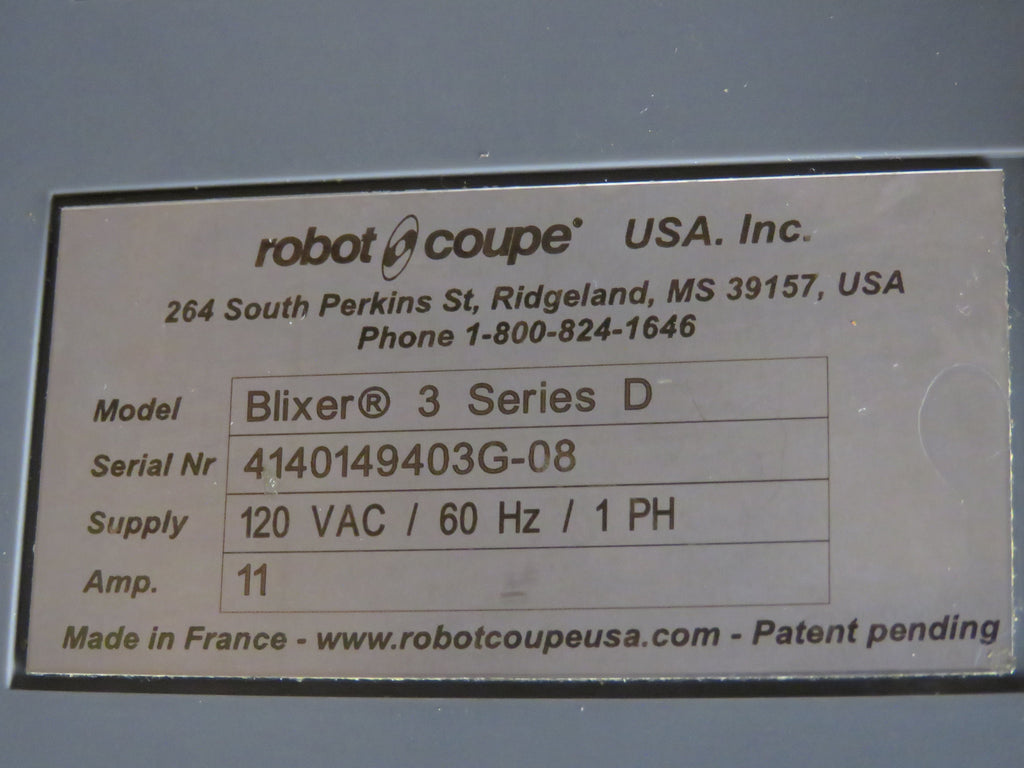 robot coupe® USA. Inc.
264 South Perkins St, Ridgeland, MS 39157, USA
Phone 1-800-824-1646
Model Blixer® 3 Series D
Serial Nr 4140149403G-08
Supply 120 VAC / 60 Hz / 1 PH
Amp. 11
Made in France - www.robotcoupeusa.com - Patent pending